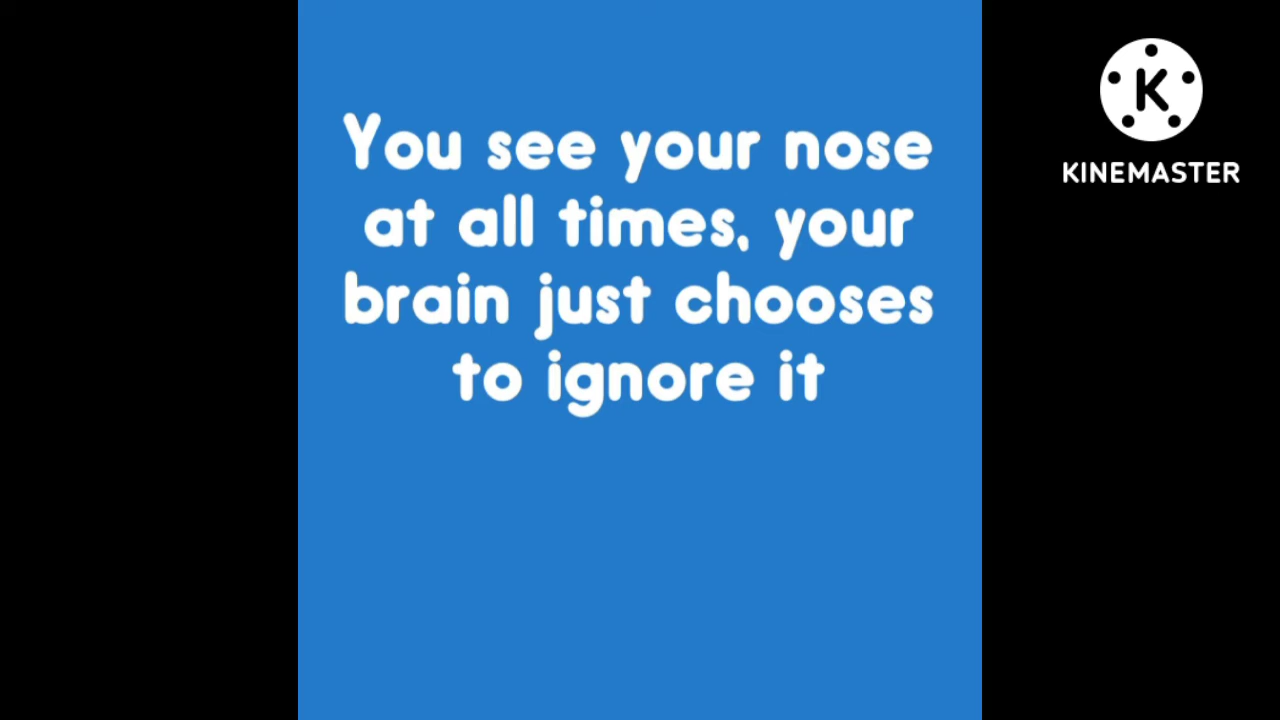 You see your nose
at all times, your
brain just chooses
to ignore it
K
KINEMASTER